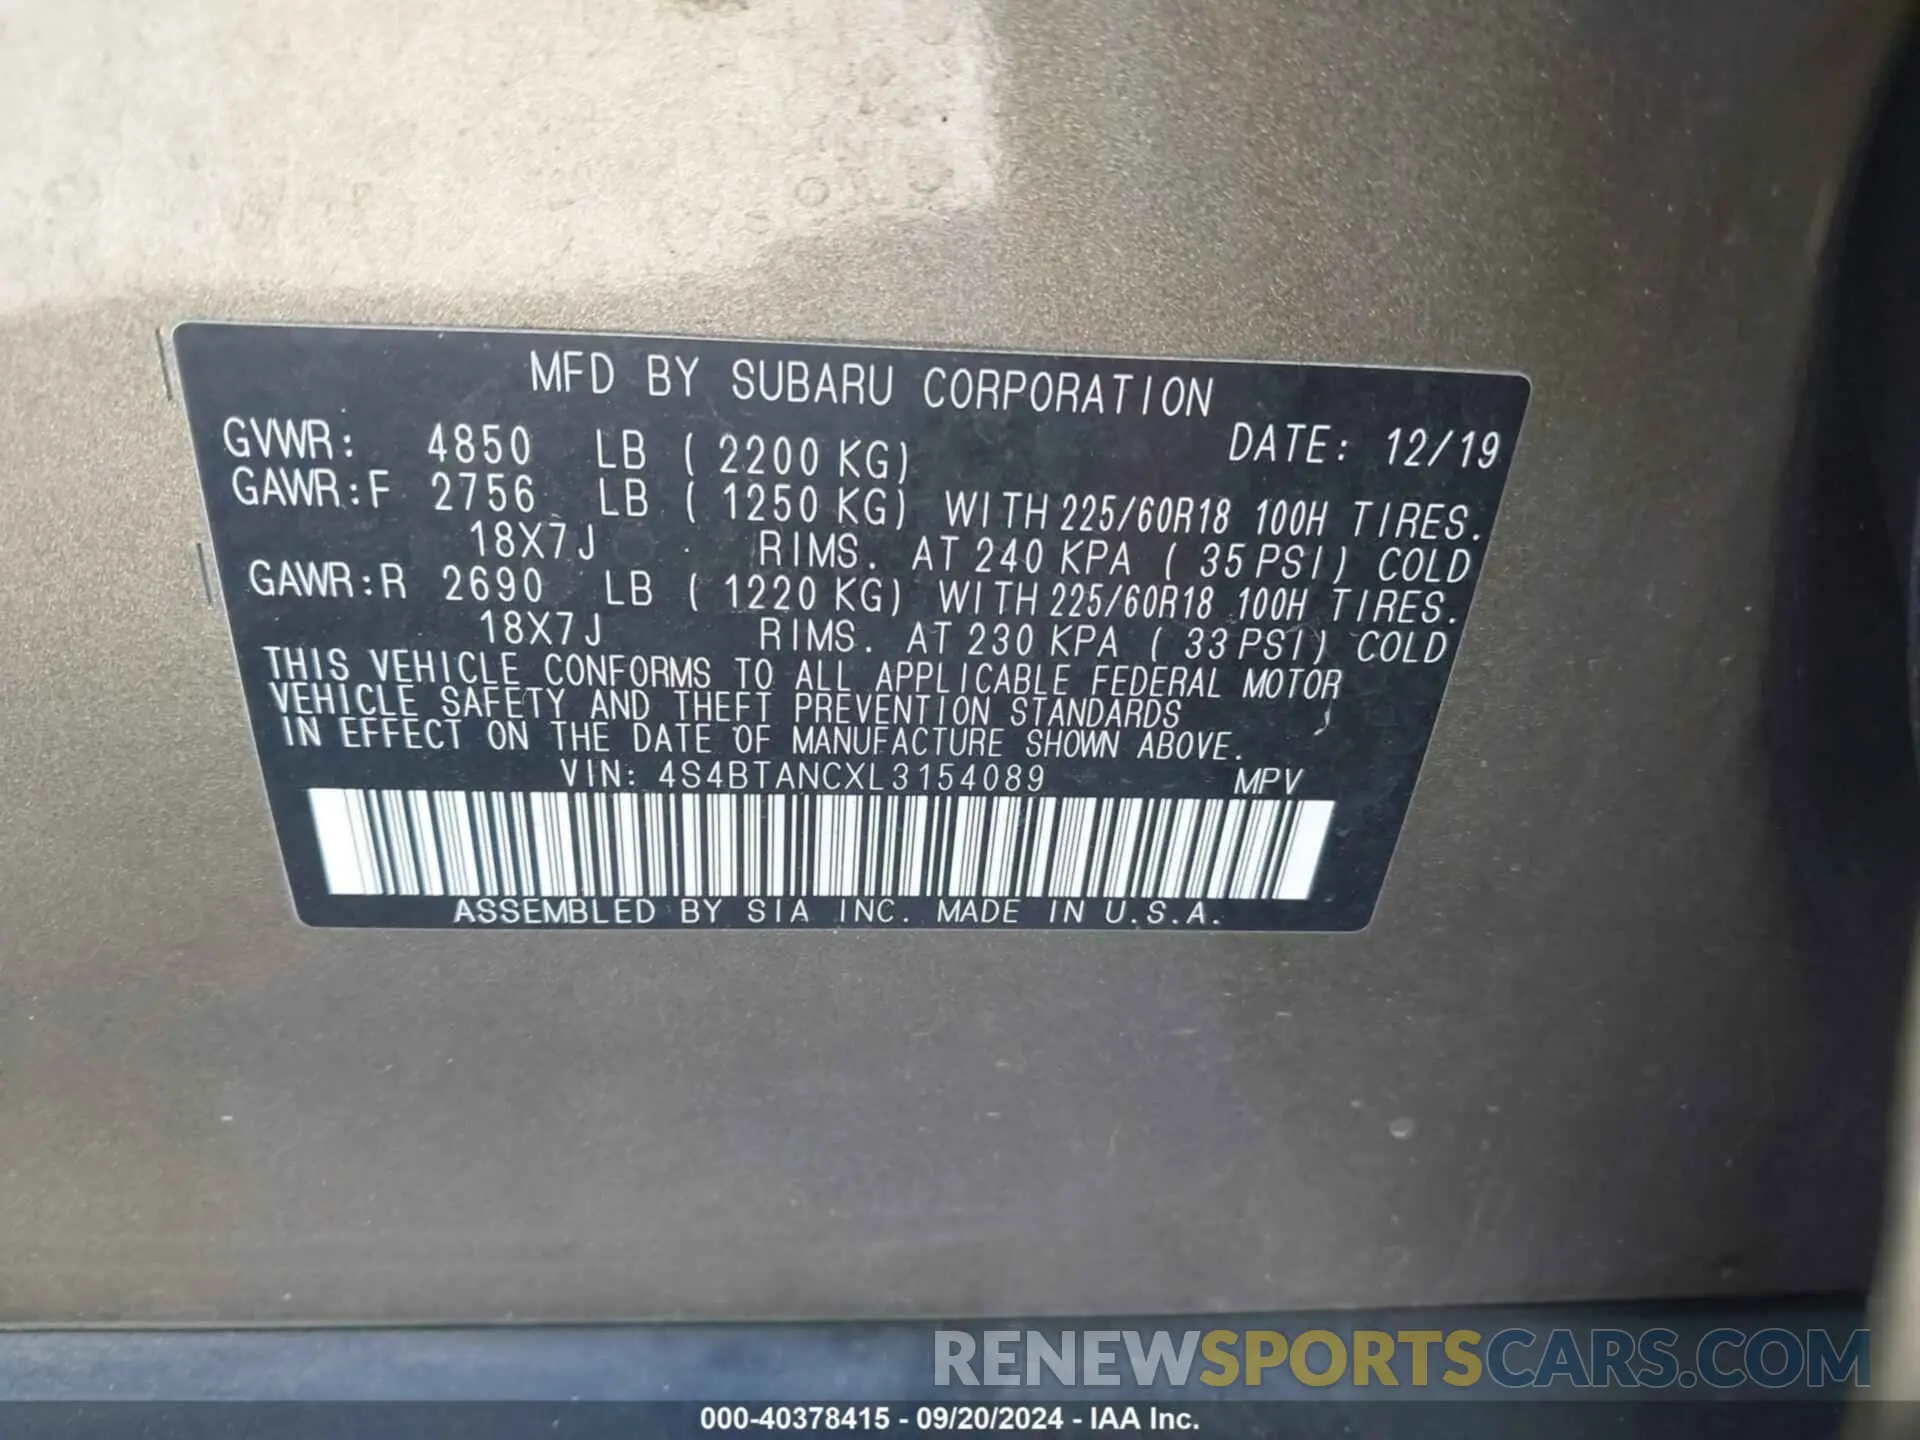 MFD BY SUBARU CORPORATION
GVWR: 4850 LB ( 2200 KG) DATE: 12/19
GAWR:F 2756 LB ( 1250 KG) WITH 225/60R18 100H TIRES.
18X7J RIMS. AT 240 KPA ( 35 PSI) COLD
GAWR:R 2690 LB ( 1220 KG) WITH 225/60R18 100H TIRES.
18X7J RIMS. AT 230 KPA ( 33 PSI) COLD
THIS VEHICLE CONFORMS TO ALL APPLICABLE FEDERAL MOTOR
VEHICLE SAFETY AND THEFT PREVENTION STANDARDS
IN EFFECT ON THE DATE OF MANUFACTURE SHOWN ABOVE.
VIN: 4S4BTANCXL3154089 MPV
ASSEMBLED BY SIA INC. MADE IN U.S.A.
RENEWSPORTSCARS.COM
000-40378415 - 09/20/2024 - IAA Inc.